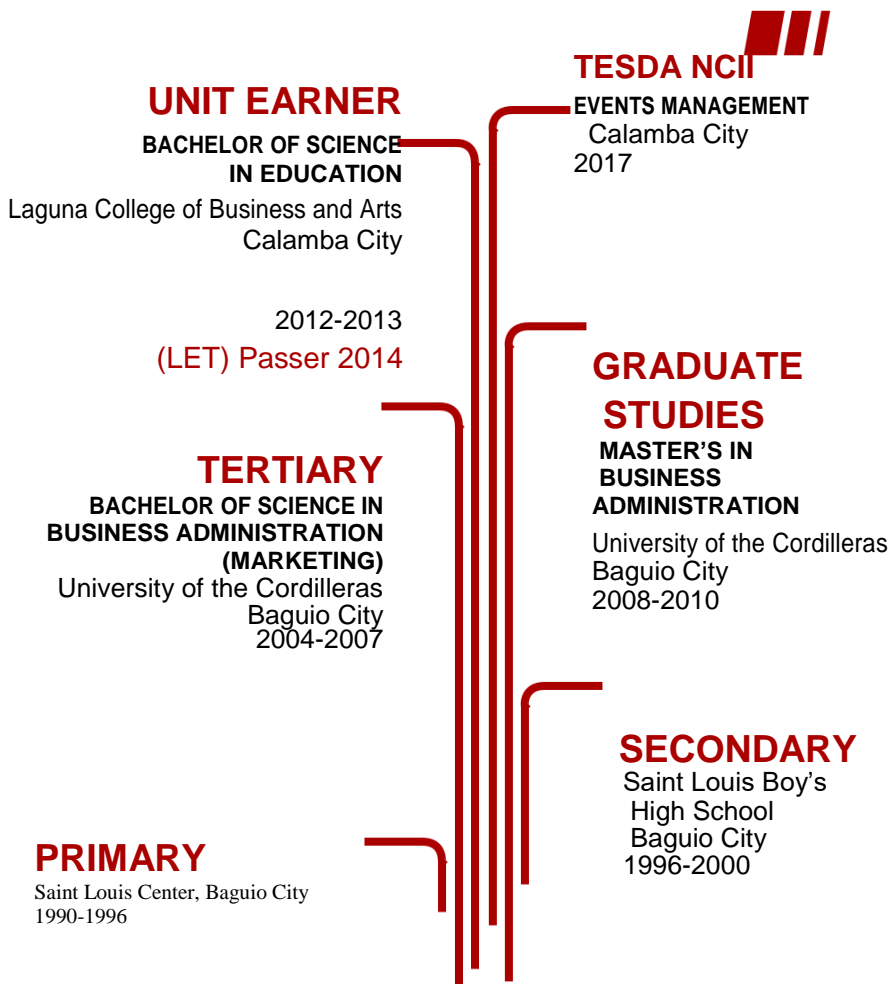 TESDA NCII
EVENTS MANAGEMENT
Calamba City
2017
UNIT EARNER
BACHELOR OF SCIENCE
IN EDUCATION
Laguna College of Business and Arts
Calamba City
2012-2013
(LET) Passer 2014
GRADUATE
STUDIES
MASTER’S IN
BUSINESS
ADMINISTRATION
University of the Cordilleras
Baguio City
2008-2010
TERTIARY
BACHELOR OF SCIENCE IN
BUSINESS ADMINISTRATION
(MARKETING)
University of the Cordilleras
Baguio City
2004-2007
SECONDARY
Saint Louis Boy’s
High School
Baguio City
1996-2000
PRIMARY
Saint Louis Center, Baguio City
1990-1996